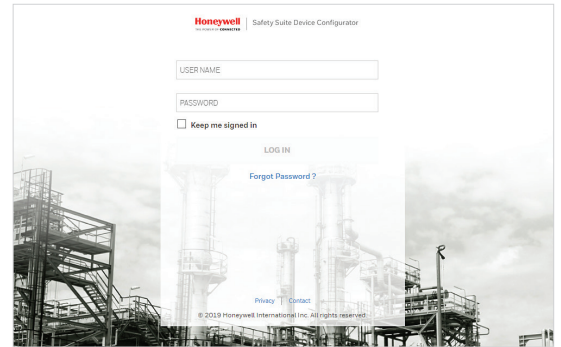 Honeywell
THE POWER OF CONNECTED
Safety Suite Device Configurator
USER NAME
PASSWORD
Keep me signed in
LOG IN
Forgot Password ?
Privacy | Contact
© 2019 Honeywell International Inc. All rights reserved